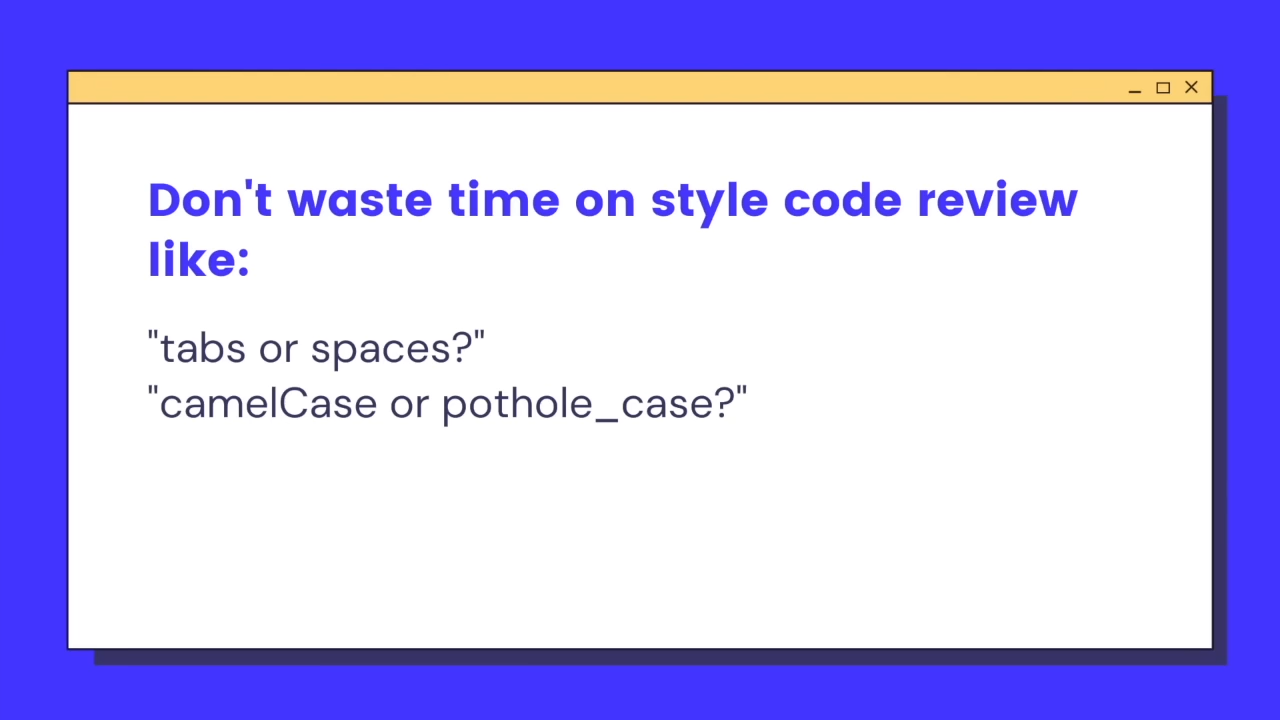 Don't waste time on style code review
like:
"tabs or spaces?"
"camelCase or pothole_case?"